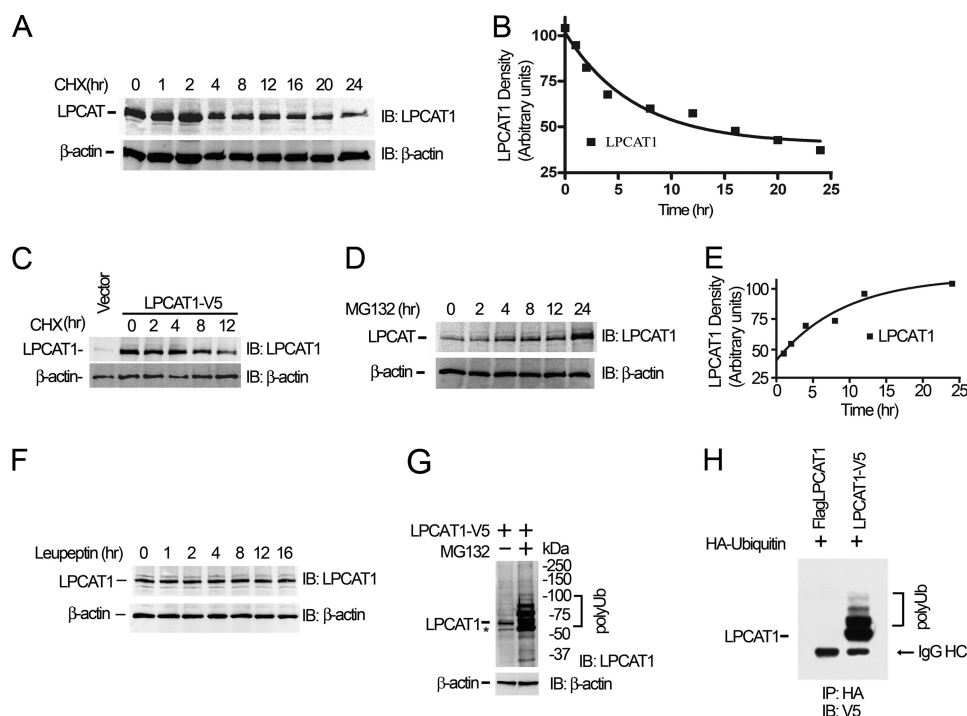 A
CHX(hr) 0 1 2 4 8 12 16 20 24
LPCAT
IB: LPCAT1
β-actin
IB: β-actin
B
LPCAT1 Density
(Arbitrary units)
100
75
50
25
LPCAT1
0 5 10 15 20 25
Time (hr)
C
Vector
LPCAT1-V5
CHX(hr) 0 2 4 8 12
LPCAT1-
IB: LPCAT1
β-actin-
IB: β-actin
D
MG132 (hr) 0 2 4 8 12 24
LPCAT
IB: LPCAT1
β-actin
IB: β-actin
E
LPCAT1 Density
(Arbitrary units)
100
75
50
25
LPCAT1
0 5 10 15 20 25
Time (hr)
F
Leupeptin (hr) 0 1 2 4 8 12 16
LPCAT1
IB: LPCAT1
β-actin
IB: β-actin
G
LPCAT1-V5 + +
MG132 − +
kDa
-250
-150
-100
-75
-50
-37
polyUb
LPCAT1
*
IB: LPCAT1
β-actin
IB: β-actin
H
FlagLPCAT1
LPCAT1-V5
HA-Ubiquitin + +
polyUb
LPCAT1-
← IgG HC
IP: HA
IB: V5